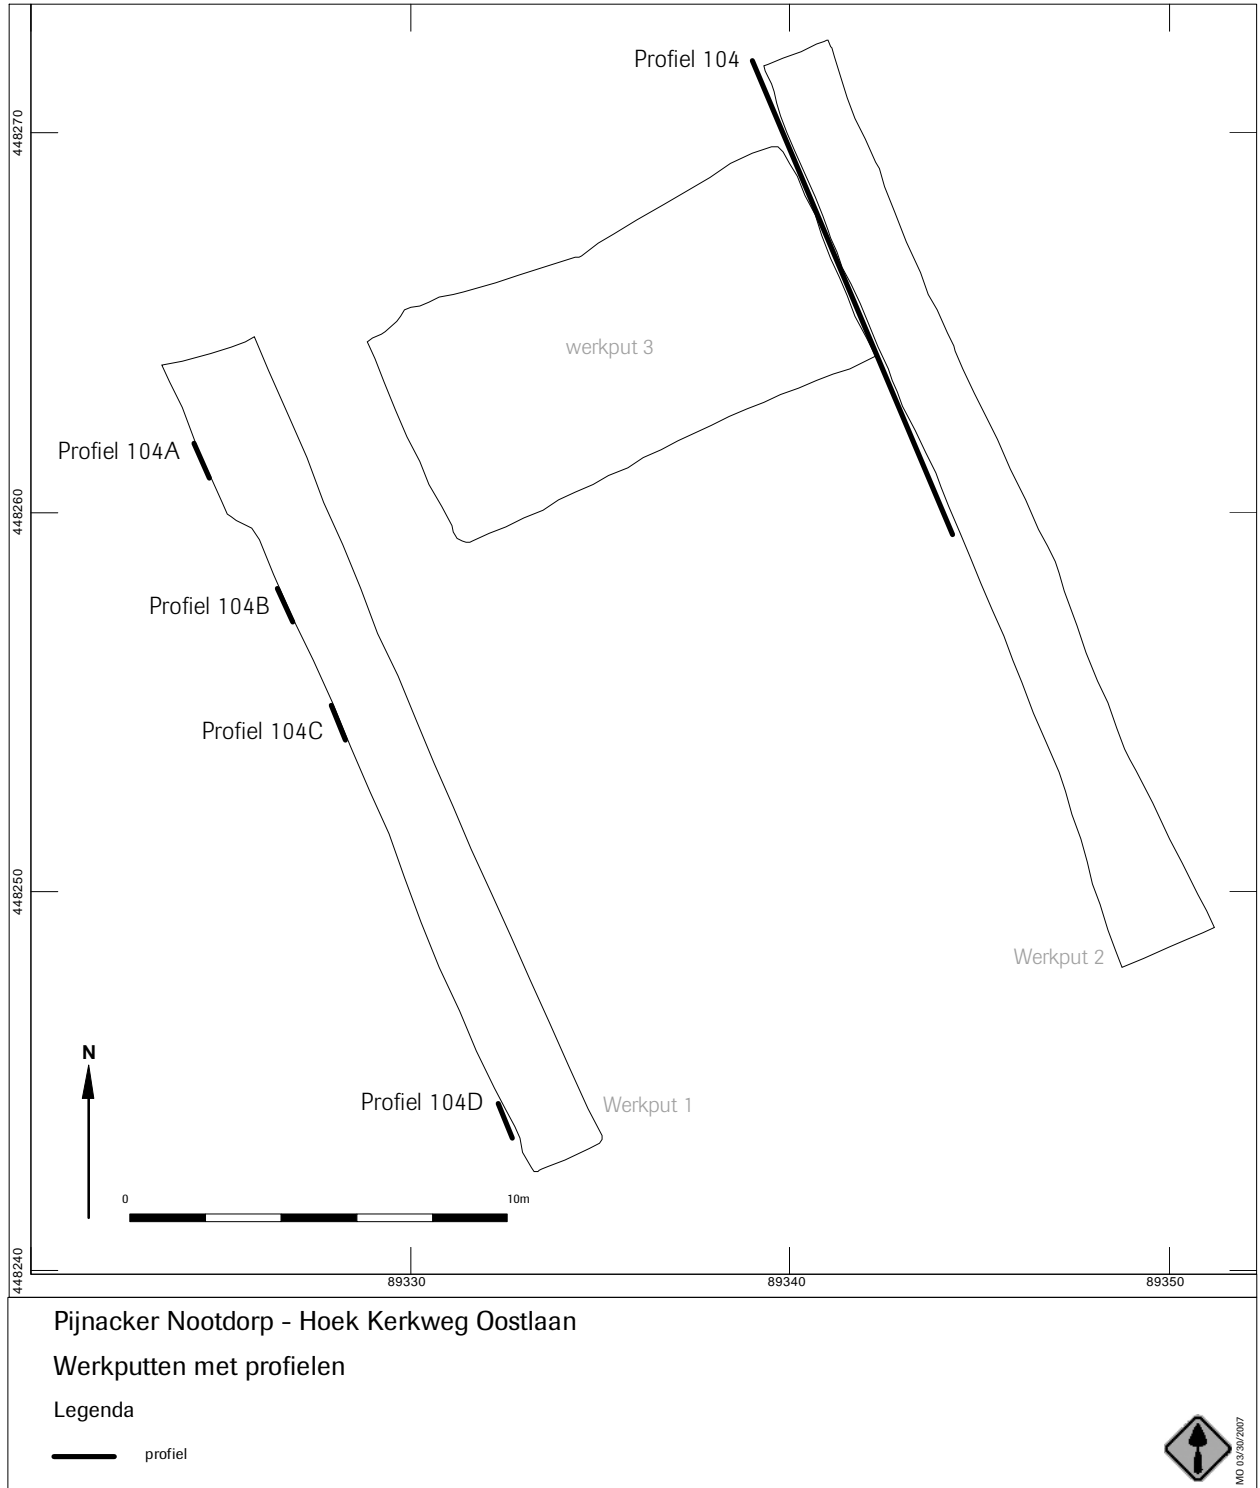 Profiel 104
448270
werkput 3
Profiel 104A
448260
Profiel 104B
Profiel 104C
448250
Werkput 2
N
Profiel 104D
Werkput 1
0
10m
448240
89330
89340
89350
Pijnacker Nootdorp - Hoek Kerkweg Oostlaan
Werkputten met profielen
Legenda
profiel
MO 03/30/2007